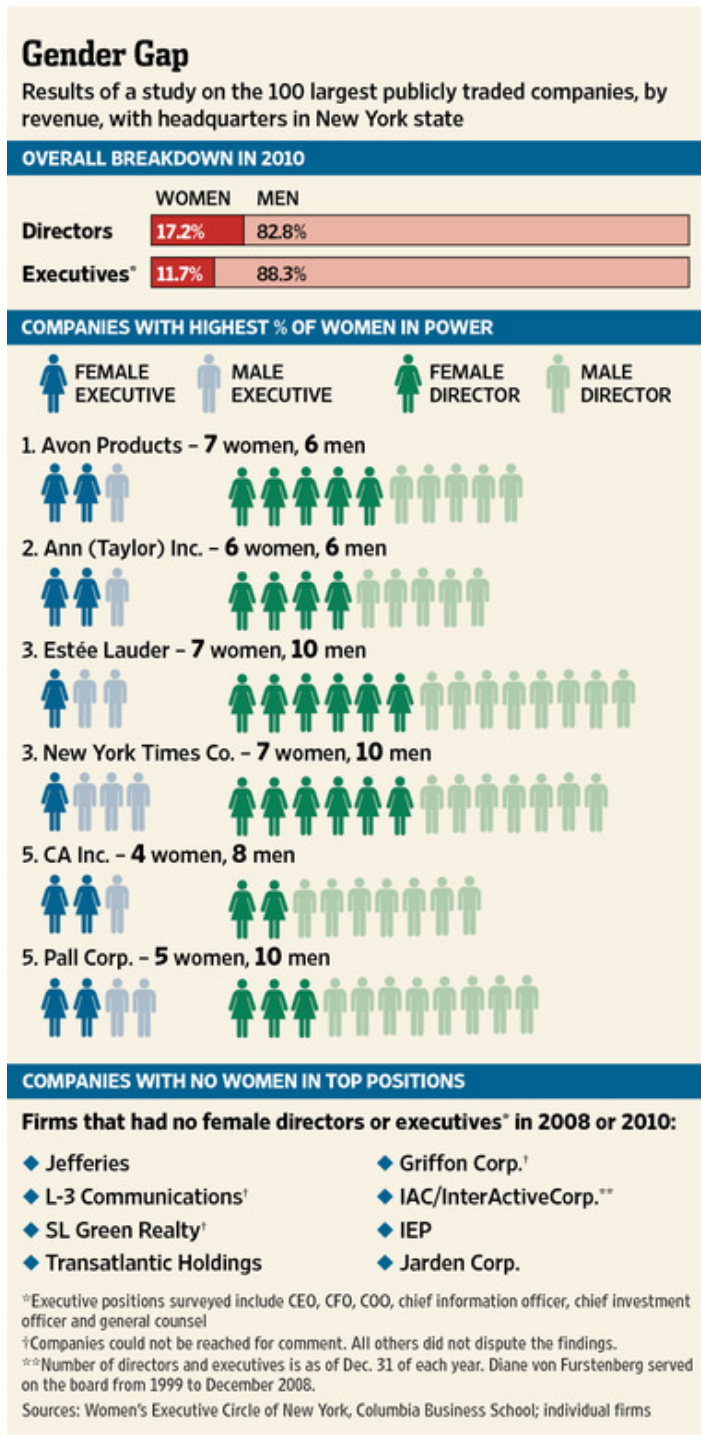 Gender Gap
Results of a study on the 100 largest publicly traded companies, by
revenue, with headquarters in New York state
OVERALL BREAKDOWN IN 2010
WOMEN MEN
Directors 17.2% 82.8%
Executives* 11.7% 88.3%
COMPANIES WITH HIGHEST % OF WOMEN IN POWER
FEMALE EXECUTIVE
MALE EXECUTIVE
FEMALE DIRECTOR
MALE DIRECTOR
1. Avon Products – 7 women, 6 men
2. Ann (Taylor) Inc. – 6 women, 6 men
3. Estée Lauder – 7 women, 10 men
3. New York Times Co. – 7 women, 10 men
5. CA Inc. – 4 women, 8 men
5. Pall Corp. – 5 women, 10 men
COMPANIES WITH NO WOMEN IN TOP POSITIONS
Firms that had no female directors or executives* in 2008 or 2010:
Jefferies
L-3 Communications†
SL Green Realty†
Transatlantic Holdings
Griffon Corp.†
IAC/InterActiveCorp.**
IEP
Jarden Corp.
*Executive positions surveyed include CEO, CFO, COO, chief information officer, chief investment
officer and general counsel
†Companies could not be reached for comment. All others did not dispute the findings.
**Number of directors and executives is as of Dec. 31 of each year. Diane von Furstenberg served
on the board from 1999 to December 2008.
Sources: Women's Executive Circle of New York, Columbia Business School; individual firms